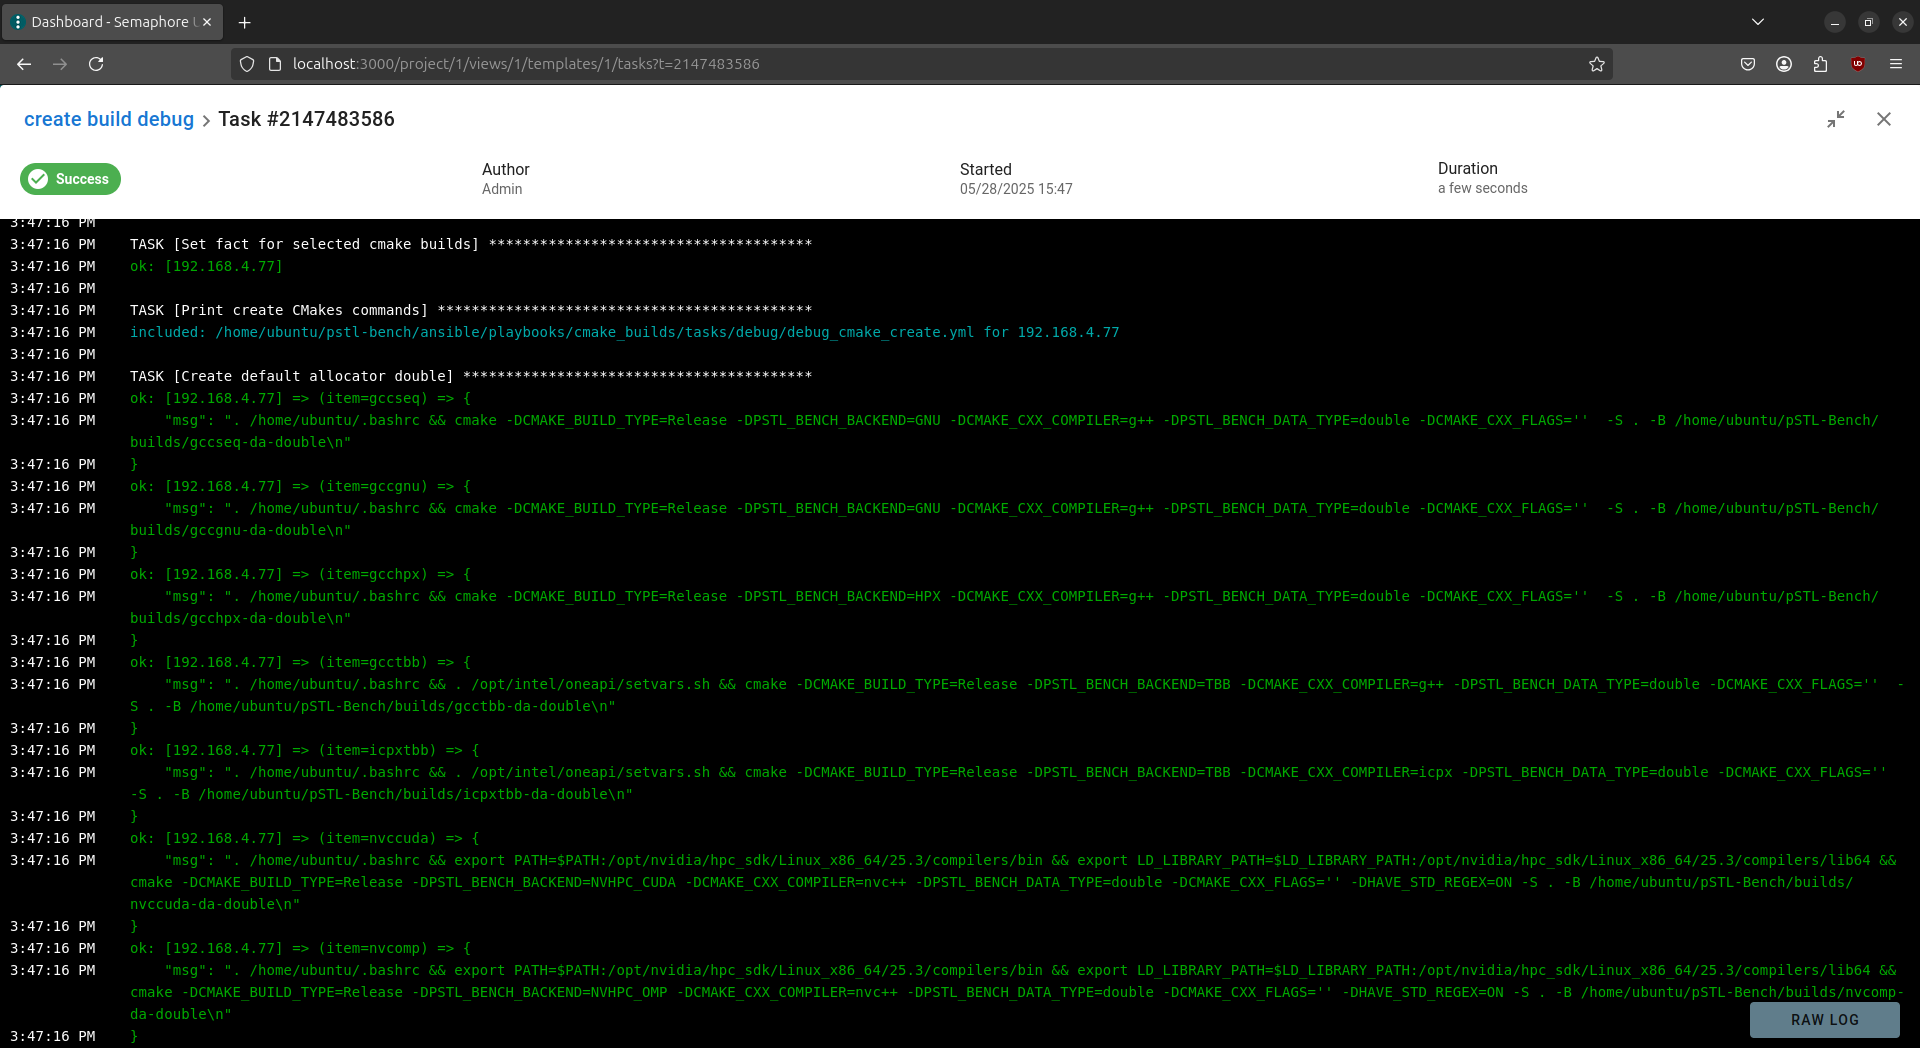 Dashboard - Semaphore U
localhost:3000/project/1/views/1/templates/1/tasks?t=2147483586
create build debug > Task #2147483586
Success
Author
Admin
Started
05/28/2025 15:47
Duration
a few seconds
3:47:16 PM
3:47:16 PM TASK [Set fact for selected cmake builds] **************************************
3:47:16 PM ok: [192.168.4.77]
3:47:16 PM
3:47:16 PM TASK [Print create CMakes commands] ********************************************
3:47:16 PM included: /home/ubuntu/pstl-bench/ansible/playbooks/cmake_builds/tasks/debug/debug_cmake_create.yml for 192.168.4.77
3:47:16 PM
3:47:16 PM TASK [Create default allocator double] *****************************************
3:47:16 PM ok: [192.168.4.77] => (item=gccseq) => {
3:47:16 PM "msg": ". /home/ubuntu/.bashrc && cmake -DCMAKE_BUILD_TYPE=Release -DPSTL_BENCH_BACKEND=GNU -DCMAKE_CXX_COMPILER=g++ -DPSTL_BENCH_DATA_TYPE=double -DCMAKE_CXX_FLAGS=''  -S . -B /home/ubuntu/pSTL-Bench/
builds/gccseq-da-double\n"
3:47:16 PM }
3:47:16 PM ok: [192.168.4.77] => (item=gccgnu) => {
3:47:16 PM "msg": ". /home/ubuntu/.bashrc && cmake -DCMAKE_BUILD_TYPE=Release -DPSTL_BENCH_BACKEND=GNU -DCMAKE_CXX_COMPILER=g++ -DPSTL_BENCH_DATA_TYPE=double -DCMAKE_CXX_FLAGS=''  -S . -B /home/ubuntu/pSTL-Bench/
builds/gccgnu-da-double\n"
3:47:16 PM }
3:47:16 PM ok: [192.168.4.77] => (item=gcchpx) => {
3:47:16 PM "msg": ". /home/ubuntu/.bashrc && cmake -DCMAKE_BUILD_TYPE=Release -DPSTL_BENCH_BACKEND=HPX -DCMAKE_CXX_COMPILER=g++ -DPSTL_BENCH_DATA_TYPE=double -DCMAKE_CXX_FLAGS=''  -S . -B /home/ubuntu/pSTL-Bench/
builds/gcchpx-da-double\n"
3:47:16 PM }
3:47:16 PM ok: [192.168.4.77] => (item=gcctbb) => {
3:47:16 PM "msg": ". /home/ubuntu/.bashrc && . /opt/intel/oneapi/setvars.sh && cmake -DCMAKE_BUILD_TYPE=Release -DPSTL_BENCH_BACKEND=TBB -DCMAKE_CXX_COMPILER=g++ -DPSTL_BENCH_DATA_TYPE=double -DCMAKE_CXX_FLAGS=''  -
S . -B /home/ubuntu/pSTL-Bench/builds/gcctbb-da-double\n"
3:47:16 PM }
3:47:16 PM ok: [192.168.4.77] => (item=icpxtbb) => {
3:47:16 PM "msg": ". /home/ubuntu/.bashrc && . /opt/intel/oneapi/setvars.sh && cmake -DCMAKE_BUILD_TYPE=Release -DPSTL_BENCH_BACKEND=TBB -DCMAKE_CXX_COMPILER=icpx -DPSTL_BENCH_DATA_TYPE=double -DCMAKE_CXX_FLAGS=''
-S . -B /home/ubuntu/pSTL-Bench/builds/icpxtbb-da-double\n"
3:47:16 PM }
3:47:16 PM ok: [192.168.4.77] => (item=nvccuda) => {
3:47:16 PM "msg": ". /home/ubuntu/.bashrc && export PATH=$PATH:/opt/nvidia/hpc_sdk/Linux_x86_64/25.3/compilers/bin && export LD_LIBRARY_PATH=$LD_LIBRARY_PATH:/opt/nvidia/hpc_sdk/Linux_x86_64/25.3/compilers/lib64 &&
cmake -DCMAKE_BUILD_TYPE=Release -DPSTL_BENCH_BACKEND=NVHPC_CUDA -DCMAKE_CXX_COMPILER=nvc++ -DPSTL_BENCH_DATA_TYPE=double -DCMAKE_CXX_FLAGS='' -DHAVE_STD_REGEX=ON -S . -B /home/ubuntu/pSTL-Bench/builds/
nvccuda-da-double\n"
3:47:16 PM }
3:47:16 PM ok: [192.168.4.77] => (item=nvcomp) => {
3:47:16 PM "msg": ". /home/ubuntu/.bashrc && export PATH=$PATH:/opt/nvidia/hpc_sdk/Linux_x86_64/25.3/compilers/bin && export LD_LIBRARY_PATH=$LD_LIBRARY_PATH:/opt/nvidia/hpc_sdk/Linux_x86_64/25.3/compilers/lib64 &&
cmake -DCMAKE_BUILD_TYPE=Release -DPSTL_BENCH_BACKEND=NVHPC_OMP -DCMAKE_CXX_COMPILER=nvc++ -DPSTL_BENCH_DATA_TYPE=double -DCMAKE_CXX_FLAGS='' -DHAVE_STD_REGEX=ON -S . -B /home/ubuntu/pSTL-Bench/builds/nvcomp-
da-double\n"
3:47:16 PM }
RAW LOG